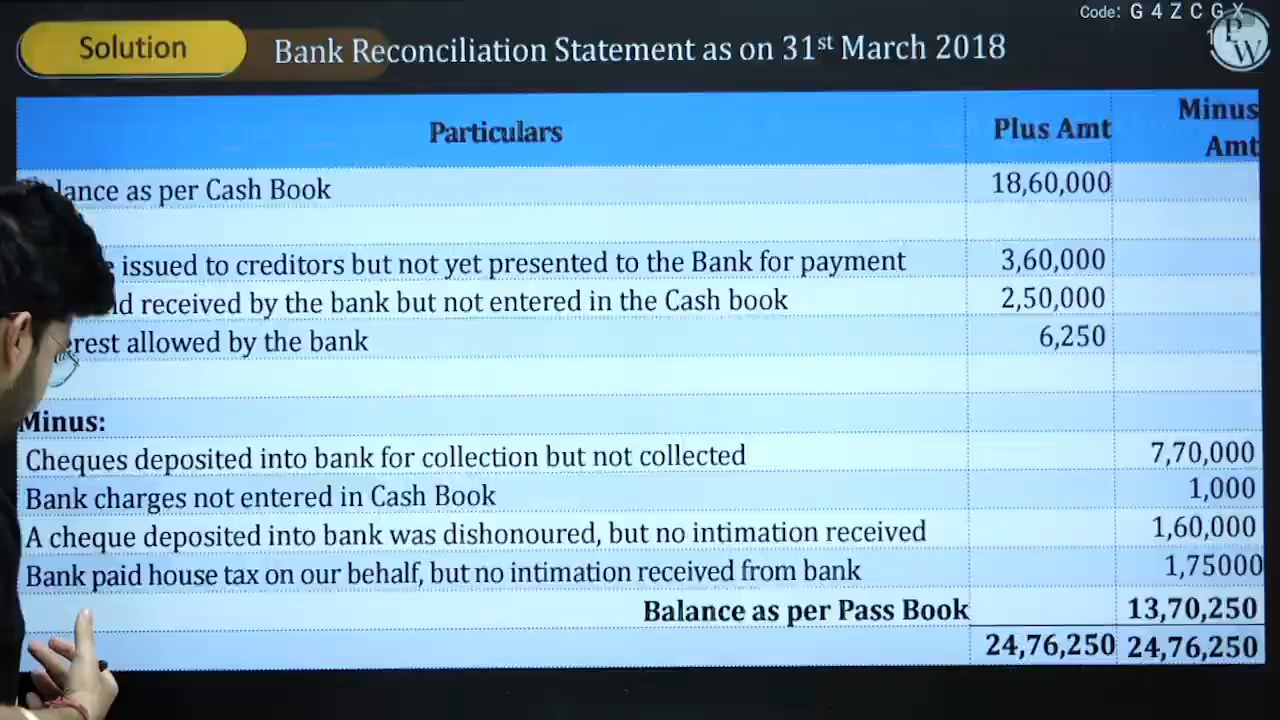 Code: G 4 Z C G X
PW
Solution
Bank Reconciliation Statement as on 31st March 2018
Particulars Plus Amt Minus Amt
as per Cash Book 18,60,000
issued to creditors but not yet presented to the Bank for payment 3,60,000
received by the bank but not entered in the Cash book 2,50,000
allowed by the bank 6,250
Minus:
Cheques deposited into bank for collection but not collected 7,70,000
Bank charges not entered in Cash Book 1,000
A cheque deposited into bank was dishonoured, but no intimation received 1,60,000
Bank paid house tax on our behalf, but no intimation received from bank 1,75000
Balance as per Pass Book 13,70,250
24,76,250 24,76,250